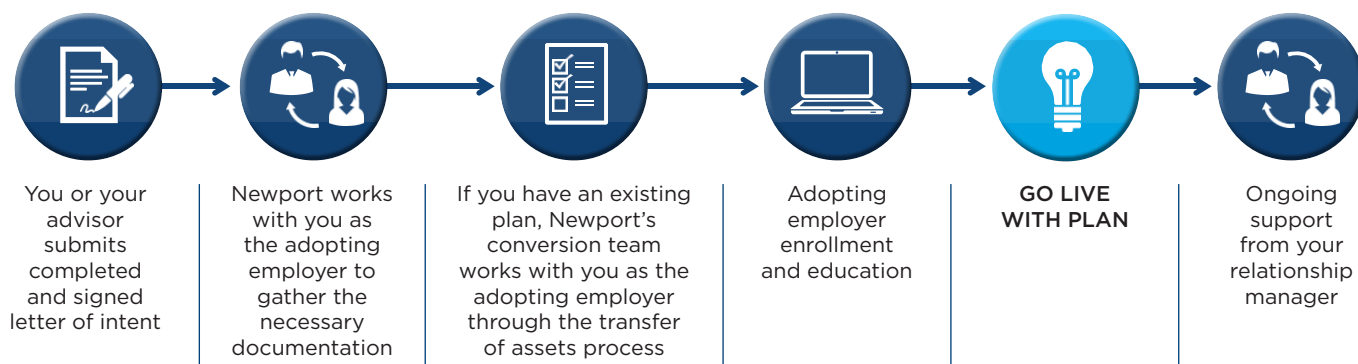 You or your
advisor
submits
completed
and signed
letter of intent
Newport works
with you as
the adopting
employer to
gather the
necessary
documentation
If you have an existing
plan, Newport’s
conversion team
works with you as the
adopting employer
through the transfer
of assets process
Adopting
employer
enrollment
and education
GO LIVE
WITH PLAN
Ongoing
support
from your
relationship
manager